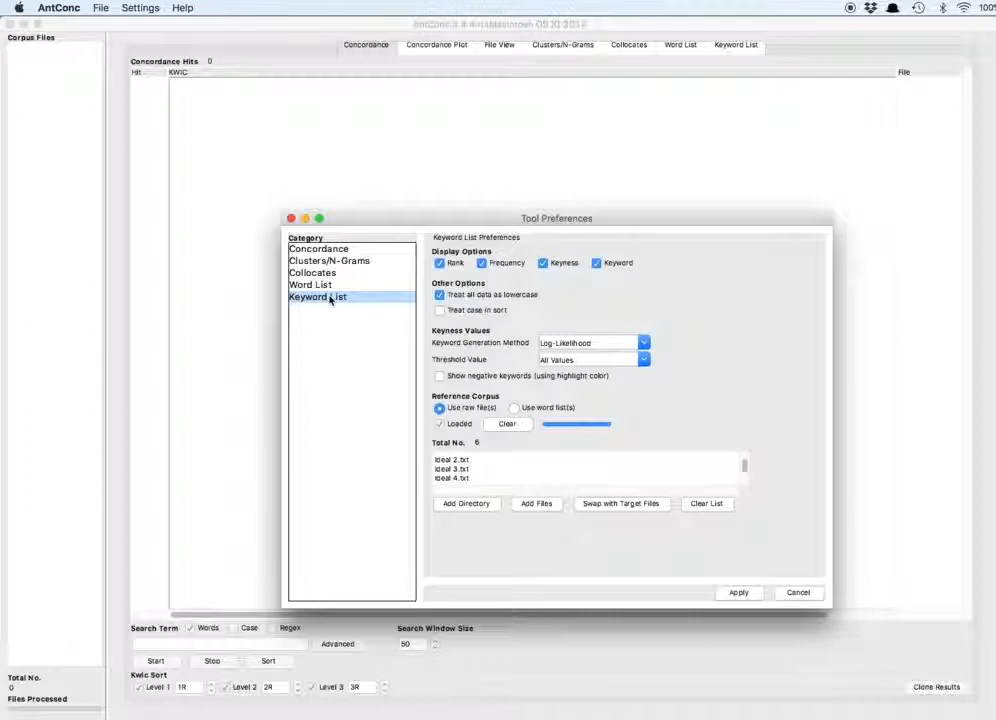 AntConc File Settings Help 100%
Corpus Files
Concordance Concordance Plot File View Clusters/N-Grams Collocates Word List Keyword List
Concordance Hits 0
Hit KWIC File
Tool Preferences
Category
Concordance
Clusters/N-Grams
Collocates
Word List
Keyword List
Keyword List Preferences
Display Options
Rank Frequency Keyness Keyword
Other Options
Treat all data as lowercase
Treat case in sort
Keyness Values
Keyword Generation Method Log-Likelihood
Threshold Value All Values
Show negative keywords (using highlight color)
Reference Corpus
Use raw file(s) Use word list(s)
Loaded Clear
Total No. 6
Ideal 2.txt
Ideal 3.txt
Ideal 4.txt
Add Directory Add Files Swap with Target Files Clear List
Apply Cancel
Search Term Words Case Regex Search Window Size
Advanced 50
Start Stop Sort
Total No.
0
Files Processed
Kwic Sort
Level 1 1R Level 2 2R Level 3 3R Clone Results